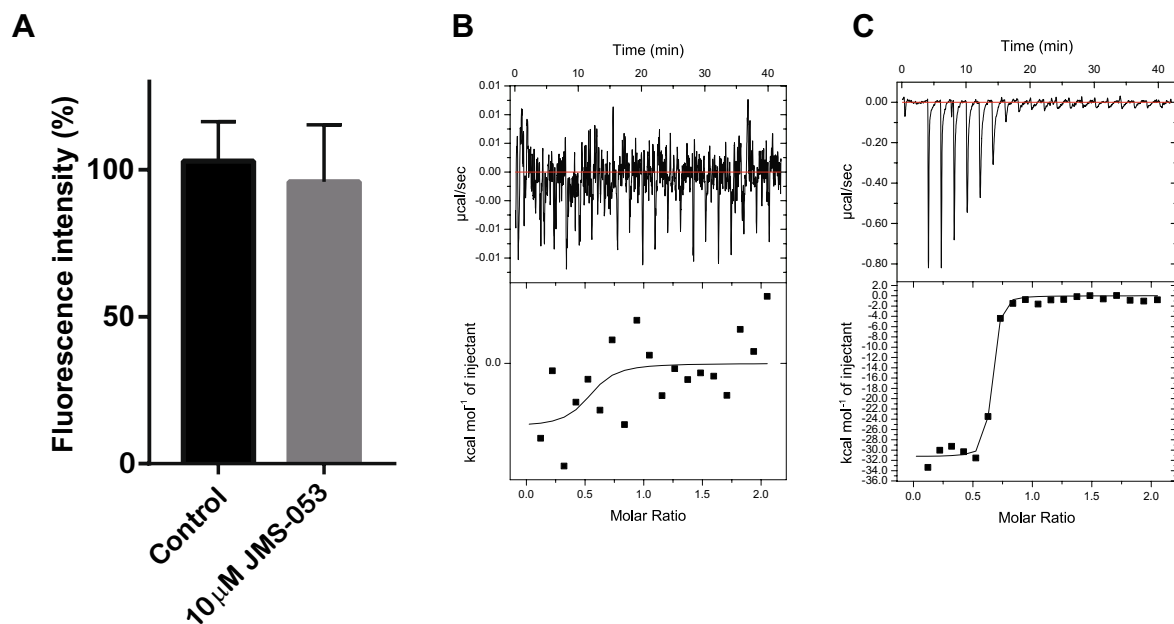 A
Fluorescence intensity (%)
100
50
0
Control
10 μM JMS-053
B
Time (min)
0 10 20 30 40
0.01
0.01
0.01
0.00
-0.00
-0.01
-0.01
μcal/sec
0.0
kcal mol⁻¹ of injectant
0.0 0.5 1.0 1.5 2.0
Molar Ratio
C
Time (min)
0 10 20 30 40
0.00
-0.20
-0.40
-0.60
-0.80
μcal/sec
2.0
0.0
-2.0
-4.0
-6.0
-8.0
-10.0
-12.0
-14.0
-16.0
-18.0
-20.0
-22.0
-24.0
-26.0
-28.0
-30.0
-32.0
-34.0
-36.0
kcal mol⁻¹ of injectant
0.0 0.5 1.0 1.5 2.0
Molar Ratio